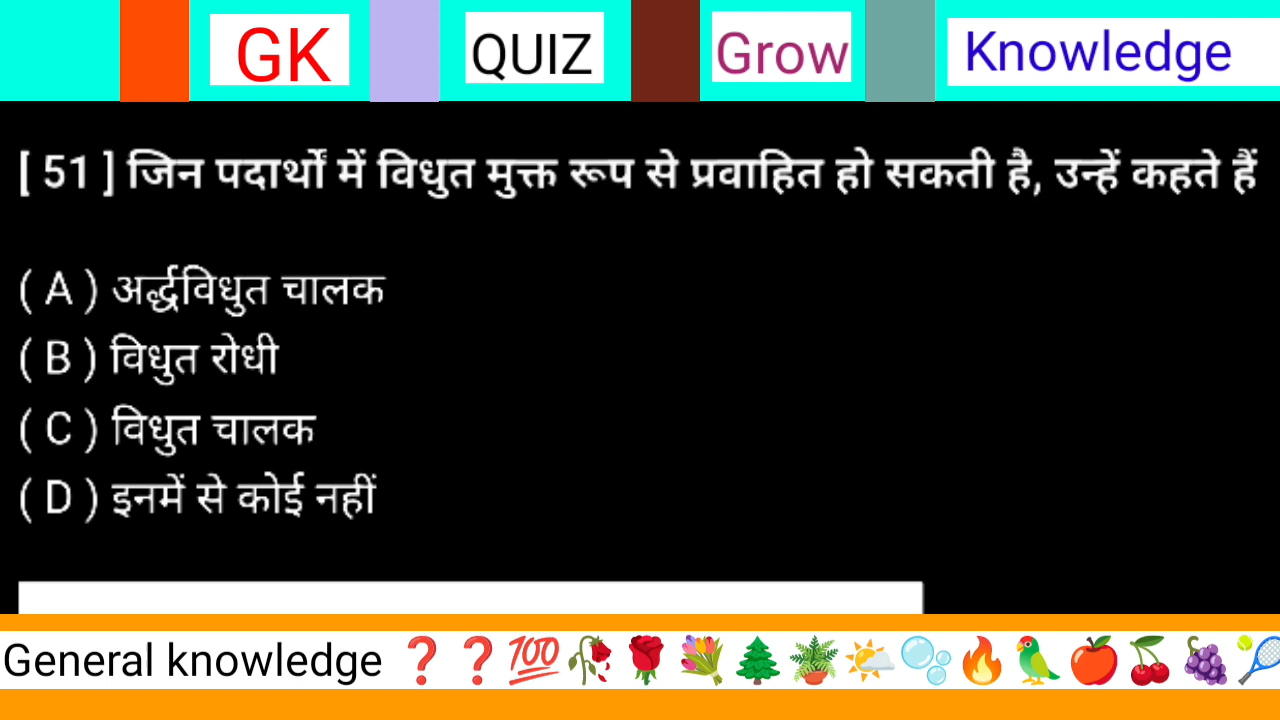 GK QUIZ Grow Knowledge
[ 51 ] जिन पदार्थों में विधुत मुक्त रूप से प्रवाहित हो सकती है, उन्हें कहते हैं
( A ) अर्द्धविधुत चालक
( B ) विधुत रोधी
( C ) विधुत चालक
( D ) इनमें से कोई नहीं
General knowledge ❓❓💯🥀🌹💐🌲🪴🌤️🫧🔥🦜🍎🍒🍇🎾